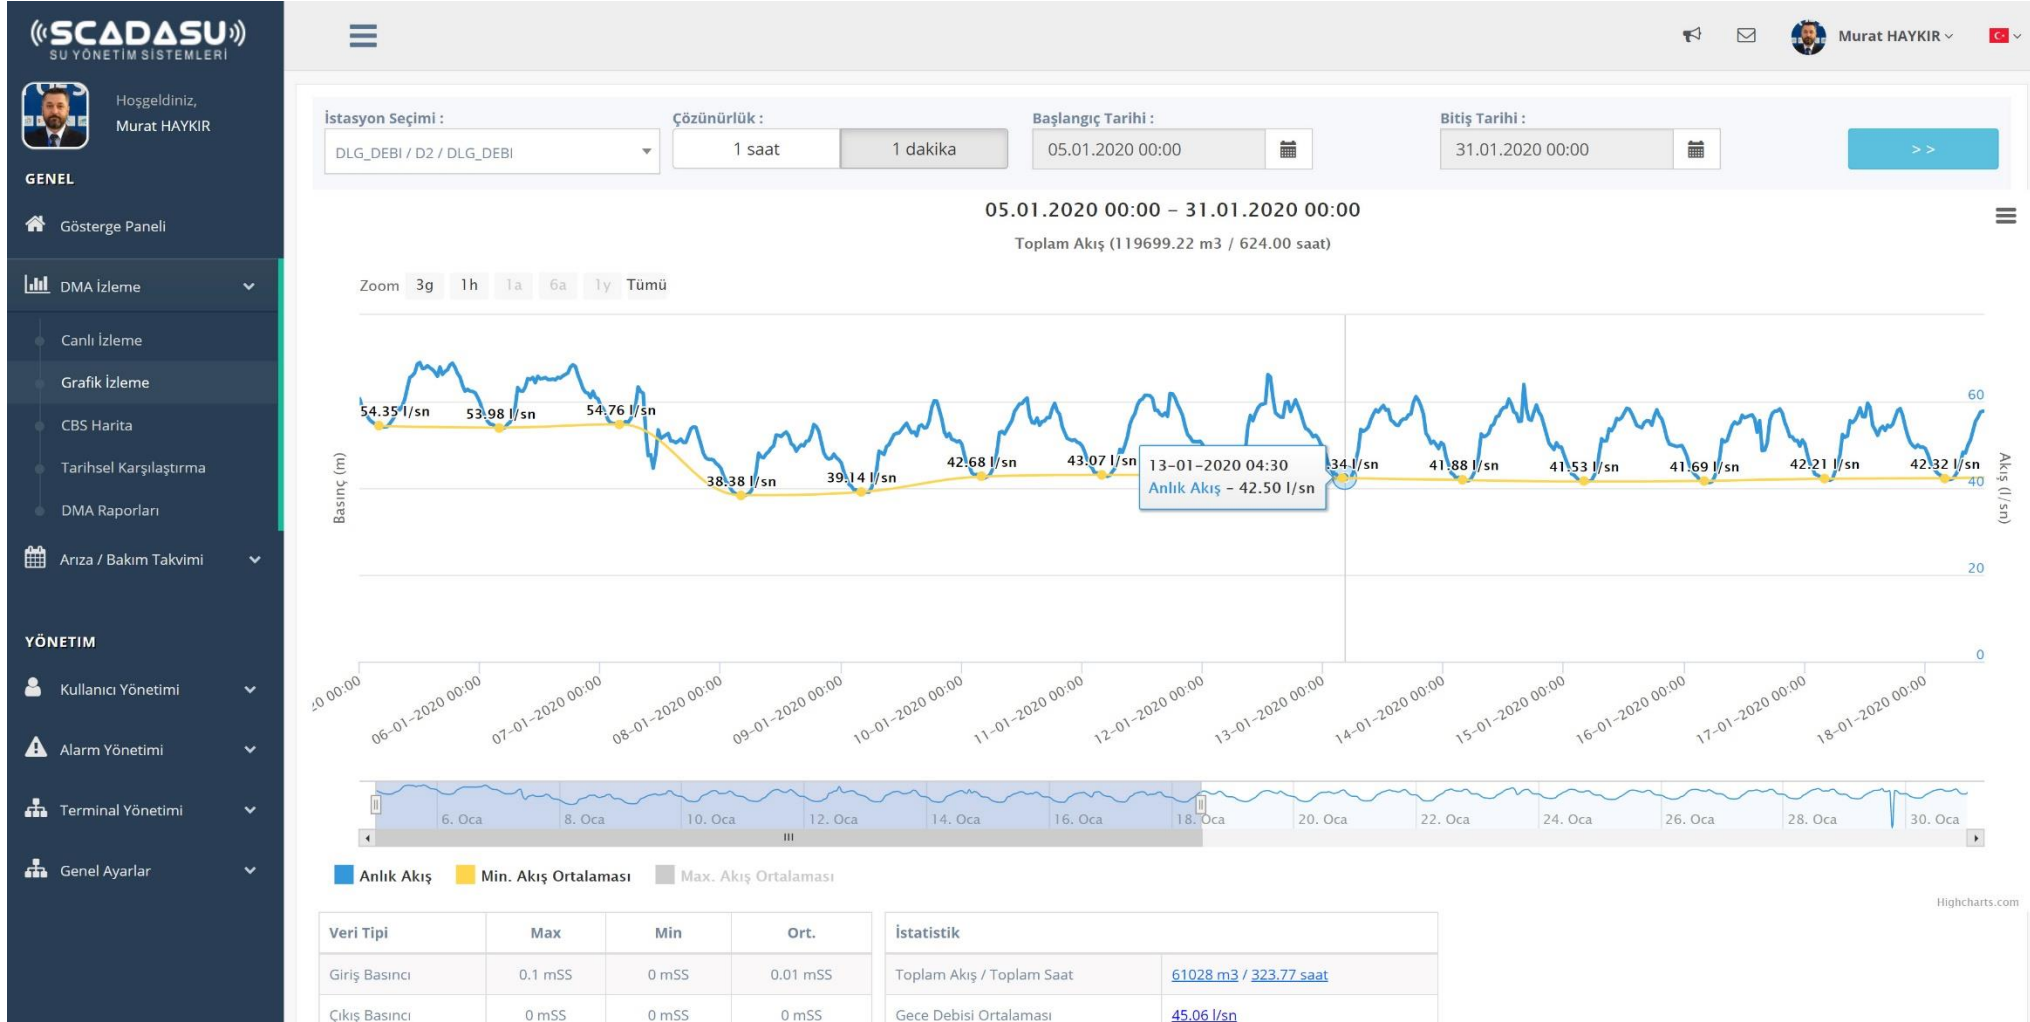 ((·SCADASU·))
SU YÖNETİM SİSTEMLERİ
Murat HAYKIR
Hoşgeldiniz,
Murat HAYKIR
GENEL
Gösterge Paneli
DMA İzleme
Canlı İzleme
Grafik İzleme
CBS Harita
Tarihsel Karşılaştırma
DMA Raporları
Arıza / Bakım Takvimi
YÖNETIM
Kullanıcı Yönetimi
Alarm Yönetimi
Terminal Yönetimi
Genel Ayarlar
İstasyon Seçimi : Çözünürlük : Başlangıç Tarihi : Bitiş Tarihi :
DLG_DEBI / D2 / DLG_DEBI 1 saat 1 dakika 05.01.2020 00:00 31.01.2020 00:00 > >
05.01.2020 00:00 – 31.01.2020 00:00
Toplam Akış (119699.22 m3 / 624.00 saat)
Zoom 3g 1h 1a 6a 1y Tümü
54.35 l/sn 53.98 l/sn 54.76 l/sn 38.38 l/sn 39.14 l/sn 42.68 l/sn 43.07 l/sn .34 l/sn 41.88 l/sn 41.53 l/sn 41.69 l/sn 42.21 l/sn 42.32 l/sn
13-01-2020 04:30
Anlık Akış – 42.50 l/sn
Basınç (m)
Akış (l/sn)
60
40
20
0
20 00:00 06-01-2020 00:00 07-01-2020 00:00 08-01-2020 00:00 09-01-2020 00:00 10-01-2020 00:00 11-01-2020 00:00 12-01-2020 00:00 13-01-2020 00:00 14-01-2020 00:00 15-01-2020 00:00 16-01-2020 00:00 17-01-2020 00:00 18-01-2020 00:00
6. Oca 8. Oca 10. Oca 12. Oca 14. Oca 16. Oca 18. Oca 20. Oca 22. Oca 24. Oca 26. Oca 28. Oca 30. Oca
Anlık Akış Min. Akış Ortalaması Max. Akış Ortalaması
Highcharts.com
Veri Tipi Max Min Ort.
Giriş Basıncı 0.1 mSS 0 mSS 0.01 mSS
Çıkış Basıncı 0 mSS 0 mSS 0 mSS
İstatistik
Toplam Akış / Toplam Saat 61028 m3 / 323.77 saat
Gece Debisi Ortalaması 45.06 l/sn